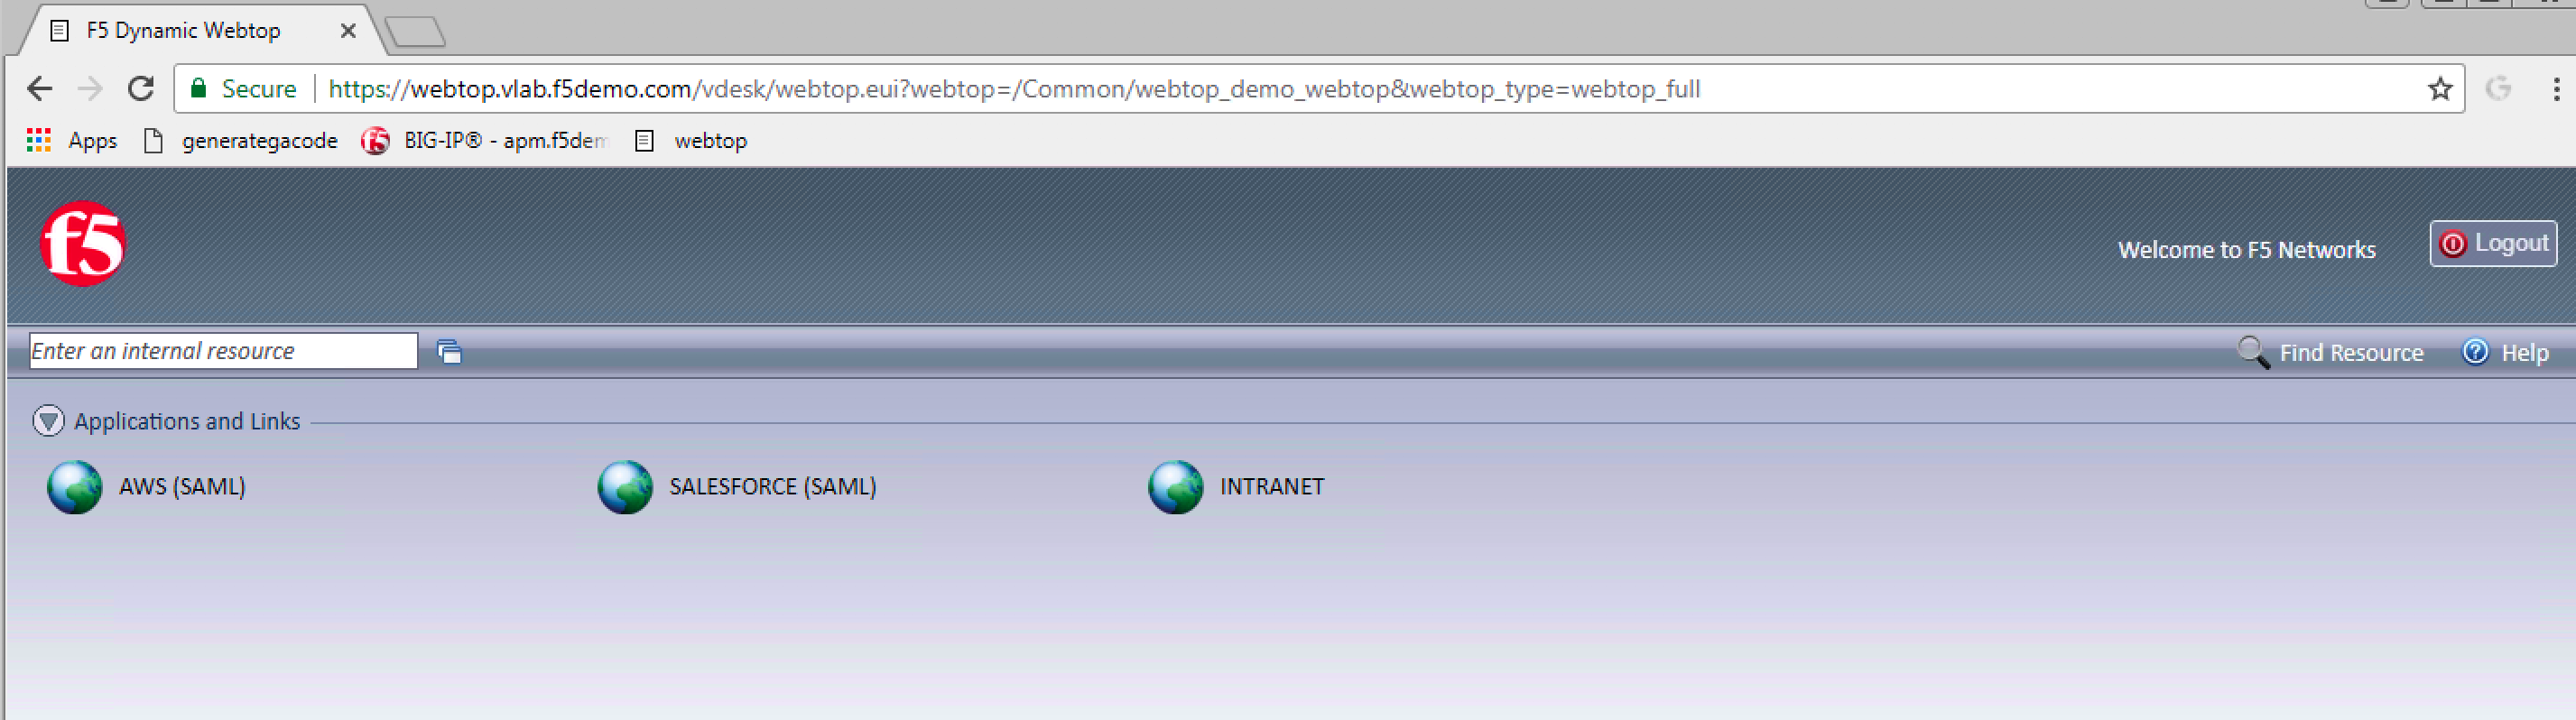 F5 Dynamic Webtop
Secure https://webtop.vlab.f5demo.com/vdesk/webtop.eui?webtop=/Common/webtop_demo_webtop&webtop_type=webtop_full
Apps generategacode BIG-IP® - apm.f5dem webtop
f5
Welcome to F5 Networks Logout
Enter an internal resource Find Resource Help
Applications and Links
AWS (SAML) SALESFORCE (SAML) INTRANET